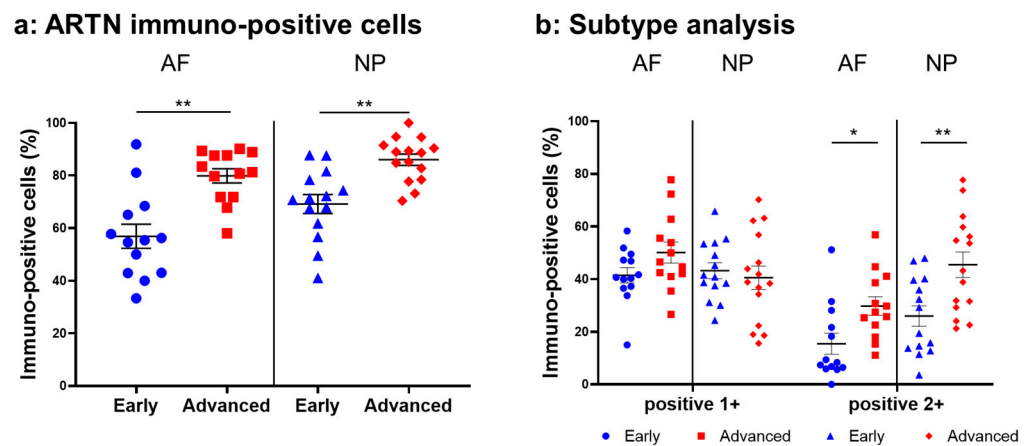 a: ARTN immuno-positive cells
AF NP
** **
Immuno-positive cells (%)
100
80
60
40
20
0
Early Advanced Early Advanced
b: Subtype analysis
AF NP AF NP
* **
Immuno-positive cells (%)
100
80
60
40
20
0
positive 1+ positive 2+
Early Advanced Early Advanced